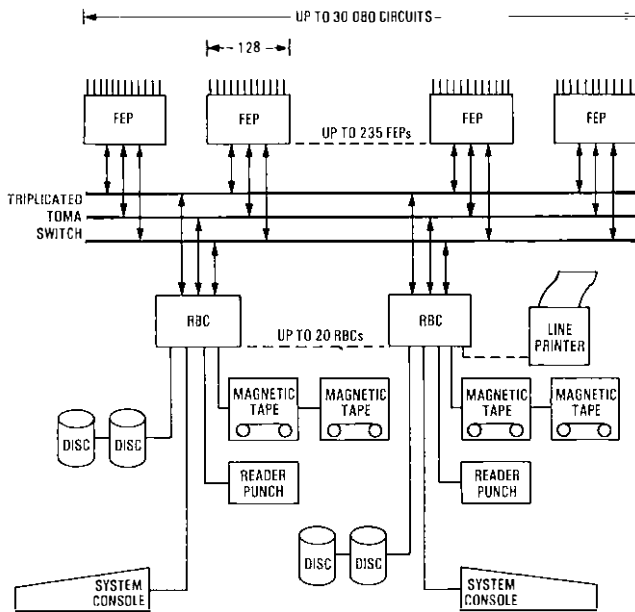 UP TO 30 080 CIRCUITS
128
FEP
FEP
FEP
FEP
UP TO 235 FEPs
TRIPLICATED
TDMA
SWITCH
RBC
RBC
UP TO 20 RBCs
LINE
PRINTER
MAGNETIC
TAPE
MAGNETIC
TAPE
MAGNETIC
TAPE
MAGNETIC
TAPE
DISC
DISC
READER
PUNCH
READER
PUNCH
DISC
DISC
SYSTEM
CONSOLE
SYSTEM
CONSOLE